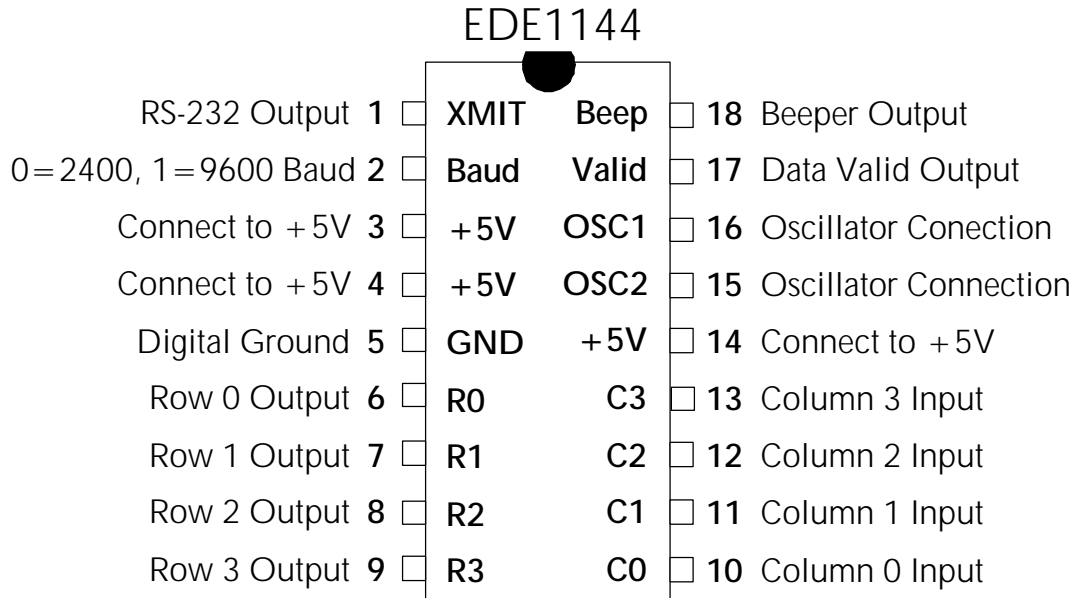 EDE1144
RS-232 Output 1 XMIT Beep 18 Beeper Output
0=2400, 1=9600 Baud 2 Baud Valid 17 Data Valid Output
Connect to +5V 3 +5V OSC1 16 Oscillator Conection
Connect to +5V 4 +5V OSC2 15 Oscillator Connection
Digital Ground 5 GND +5V 14 Connect to +5V
Row 0 Output 6 R0 C3 13 Column 3 Input
Row 1 Output 7 R1 C2 12 Column 2 Input
Row 2 Output 8 R2 C1 11 Column 1 Input
Row 3 Output 9 R3 C0 10 Column 0 Input